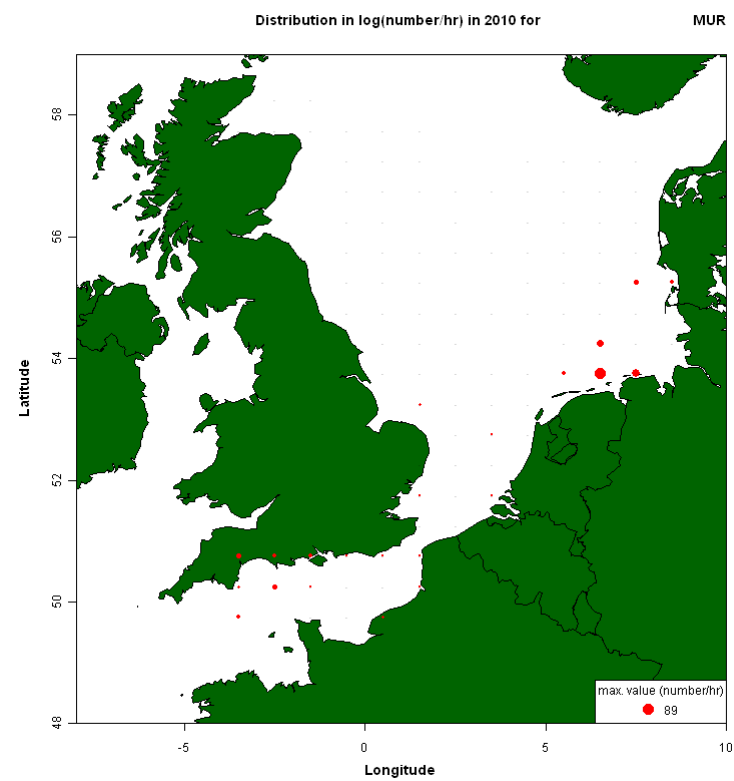 Distribution in log(number/hr) in 2010 for MUR
58
56
54
52
50
48
Latitude
-5 0 5 10
Longitude
max. value (number/hr)
89